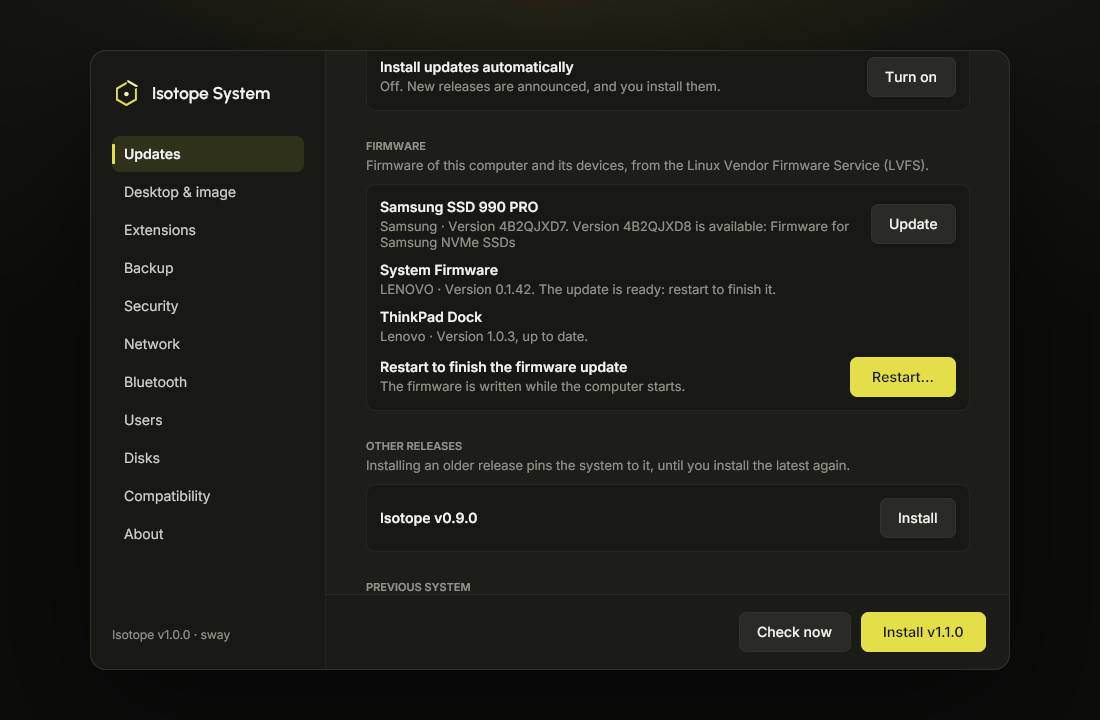 Isotope System
Updates
Desktop & image
Extensions
Backup
Security
Network
Bluetooth
Users
Disks
Compatibility
About
Isotope v1.0.0 · sway
Install updates automatically
Off. New releases are announced, and you install them.
Turn on
FIRMWARE
Firmware of this computer and its devices, from the Linux Vendor Firmware Service (LVFS).
Samsung SSD 990 PRO
Samsung · Version 4B2QJXD7. Version 4B2QJXD8 is available: Firmware for
Samsung NVMe SSDs
Update
System Firmware
LENOVO · Version 0.1.42. The update is ready: restart to finish it.
ThinkPad Dock
Lenovo · Version 1.0.3, up to date.
Restart to finish the firmware update
The firmware is written while the computer starts.
Restart...
OTHER RELEASES
Installing an older release pins the system to it, until you install the latest again.
Isotope v0.9.0
Install
PREVIOUS SYSTEM
Check now
Install v1.1.0